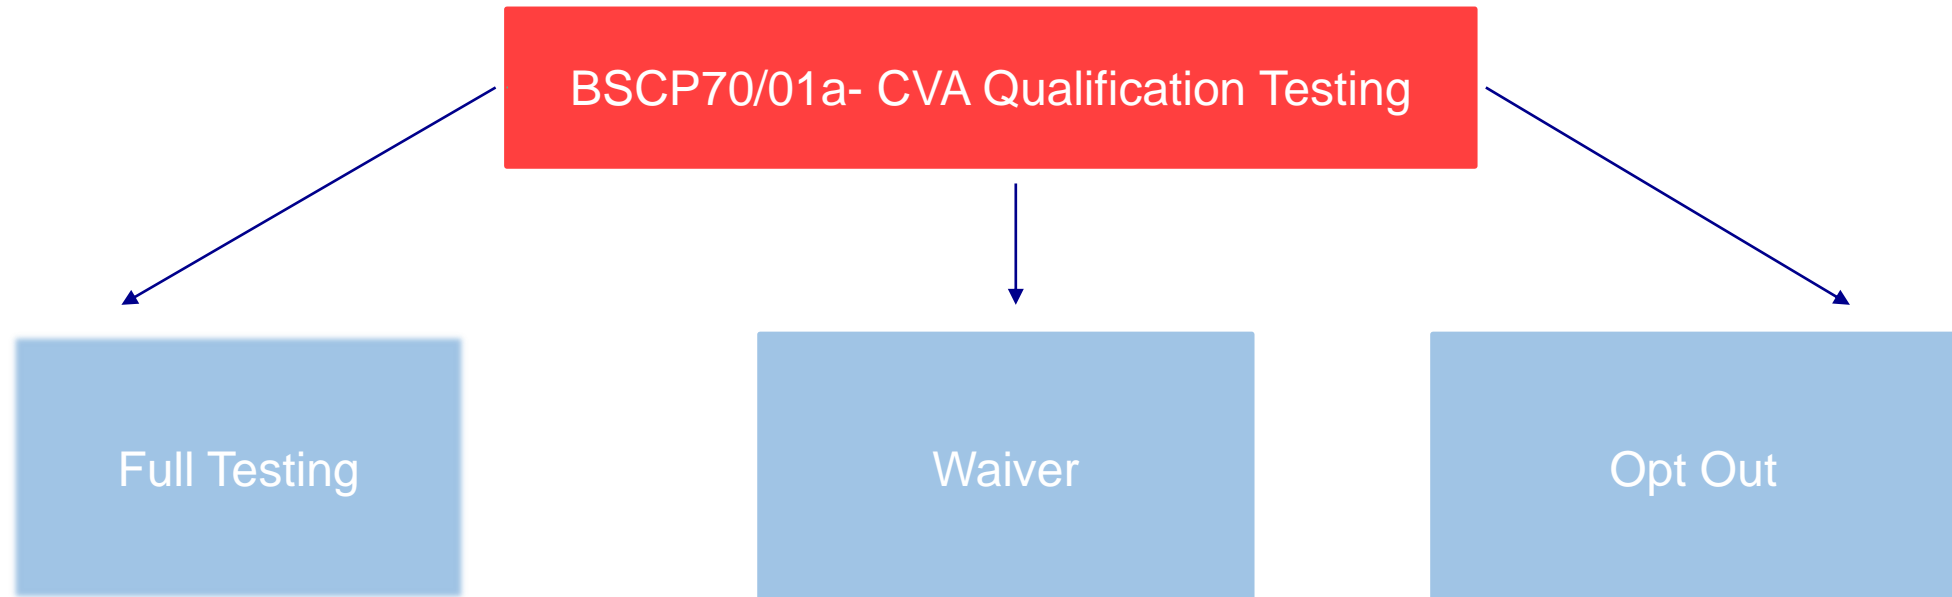 BSCP70/01a- CVA Qualification Testing
Full Testing
Waiver
Opt Out